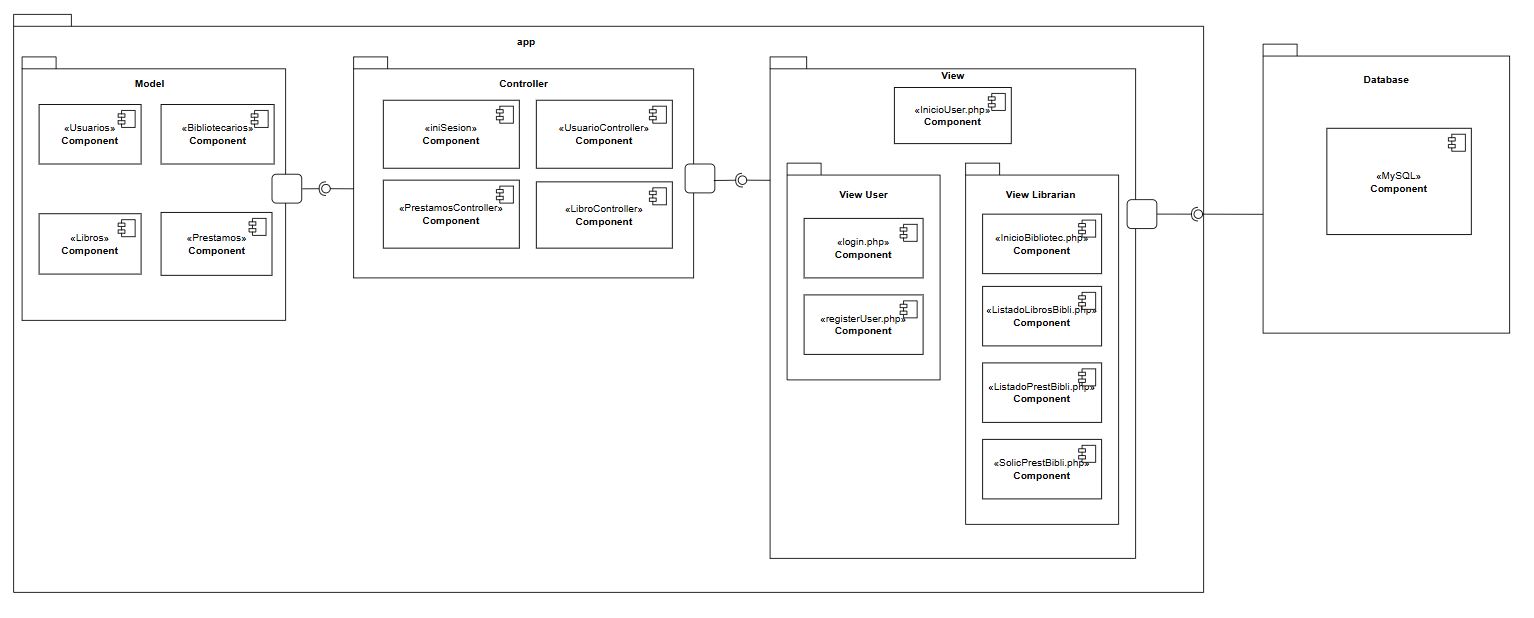 app
Model
«Usuarios»
Component
«Bibliotecarios»
Component
«Libros»
Component
«Prestamos»
Component
Controller
«iniSesion»
Component
«UsuarioController»
Component
«PrestamosController»
Component
«LibroController»
Component
View
«InicioUser.php»
Component
View User
«login.php»
Component
«registerUser.php»
Component
View Librarian
«InicioBibliotec.php»
Component
«ListadoLibrosBibli.php»
Component
«ListadoPrestBibli.php»
Component
«SolicPrestBibli.php»
Component
Database
«MySQL»
Component